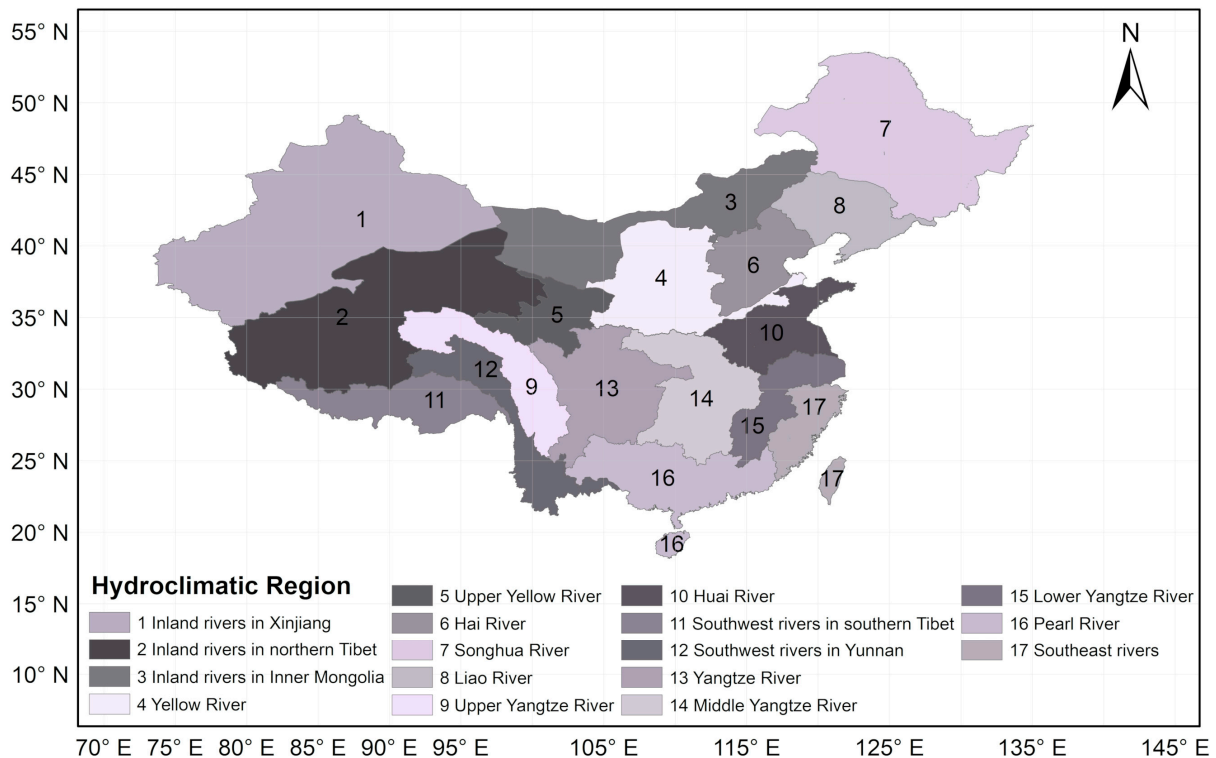 55° N
50° N
45° N
40° N
35° N
30° N
25° N
20° N
15° N
10° N
N
7
3
8
1
4
6
5
2
10
12
9
13
11
14
17
15
16
17
16
Hydroclimatic Region
1 Inland rivers in Xinjiang
2 Inland rivers in northern Tibet
3 Inland rivers in Inner Mongolia
4 Yellow River
5 Upper Yellow River
6 Hai River
7 Songhua River
8 Liao River
9 Upper Yangtze River
10 Huai River
11 Southwest rivers in southern Tibet
12 Southwest rivers in Yunnan
13 Yangtze River
14 Middle Yangtze River
15 Lower Yangtze River
16 Pearl River
17 Southeast rivers
70° E 75° E 80° E 85° E 90° E 95° E 105° E 115° E 125° E 135° E 145° E